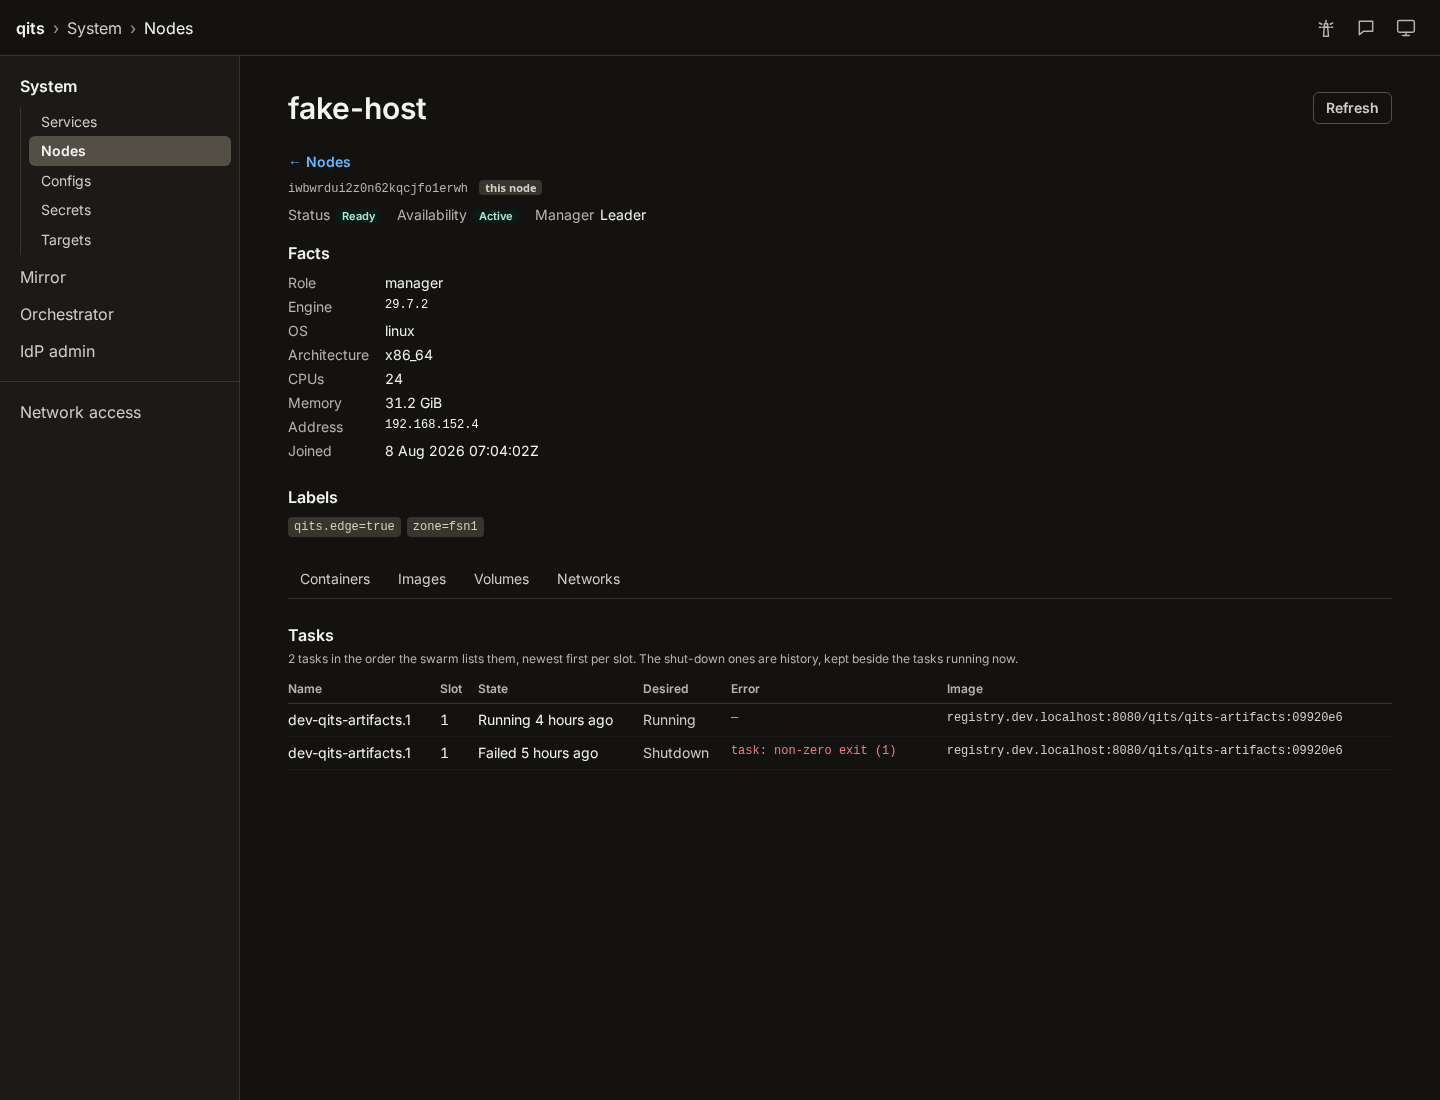 qits › System › Nodes
System
Services
Nodes
Configs
Secrets
Targets
Mirror
Orchestrator
IdP admin
Network access
fake-host
Refresh
← Nodes
iwbwrdui2z0n62kqcjfo1erwh this node
Status Ready Availability Active Manager Leader
Facts
Role manager
Engine 29.7.2
OS linux
Architecture x86_64
CPUs 24
Memory 31.2 GiB
Address 192.168.152.4
Joined 8 Aug 2026 07:04:02Z
Labels
qits.edge=true zone=fsn1
Containers Images Volumes Networks
Tasks
2 tasks in the order the swarm lists them, newest first per slot. The shut-down ones are history, kept beside the tasks running now.
Name Slot State Desired Error Image
dev-qits-artifacts.1 1 Running 4 hours ago Running — registry.dev.localhost:8080/qits/qits-artifacts:09920e6
dev-qits-artifacts.1 1 Failed 5 hours ago Shutdown task: non-zero exit (1) registry.dev.localhost:8080/qits/qits-artifacts:09920e6